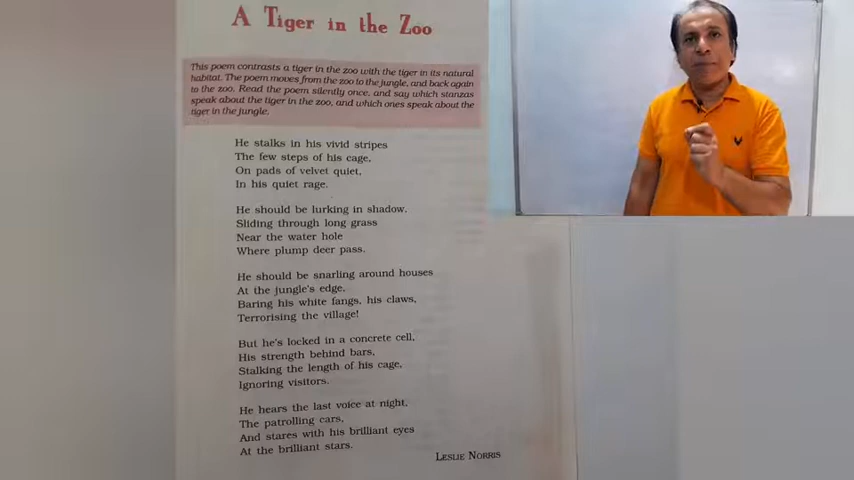 A Tiger in the Zoo
This poem contrasts a tiger in the zoo with the tiger in its natural
habitat. The poem moves from the zoo to the jungle, and back again
to the zoo. Read the poem silently once, and say which stanzas
speak about the tiger in the zoo, and which ones speak about the
tiger in the jungle.
He stalks in his vivid stripes
The few steps of his cage,
On pads of velvet quiet,
In his quiet rage.
He should be lurking in shadow,
Sliding through long grass
Near the water hole
Where plump deer pass.
He should be snarling around houses
At the jungle's edge,
Baring his white fangs, his claws,
Terrorising the village!
But he's locked in a concrete cell,
His strength behind bars,
Stalking the length of his cage,
Ignoring visitors.
He hears the last voice at night,
The patrolling cars,
And stares with his brilliant eyes
At the brilliant stars.
LESLIE NORRIS